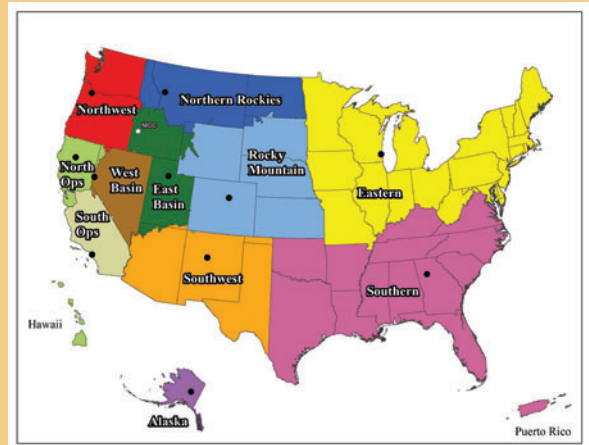 Northwest
Northern Rockies
NICC
North
Ops
West
Basin
East
Basin
Rocky
Mountain
Eastern
South
Ops
Southwest
Southern
Hawaii
Alaska
Puerto Rico